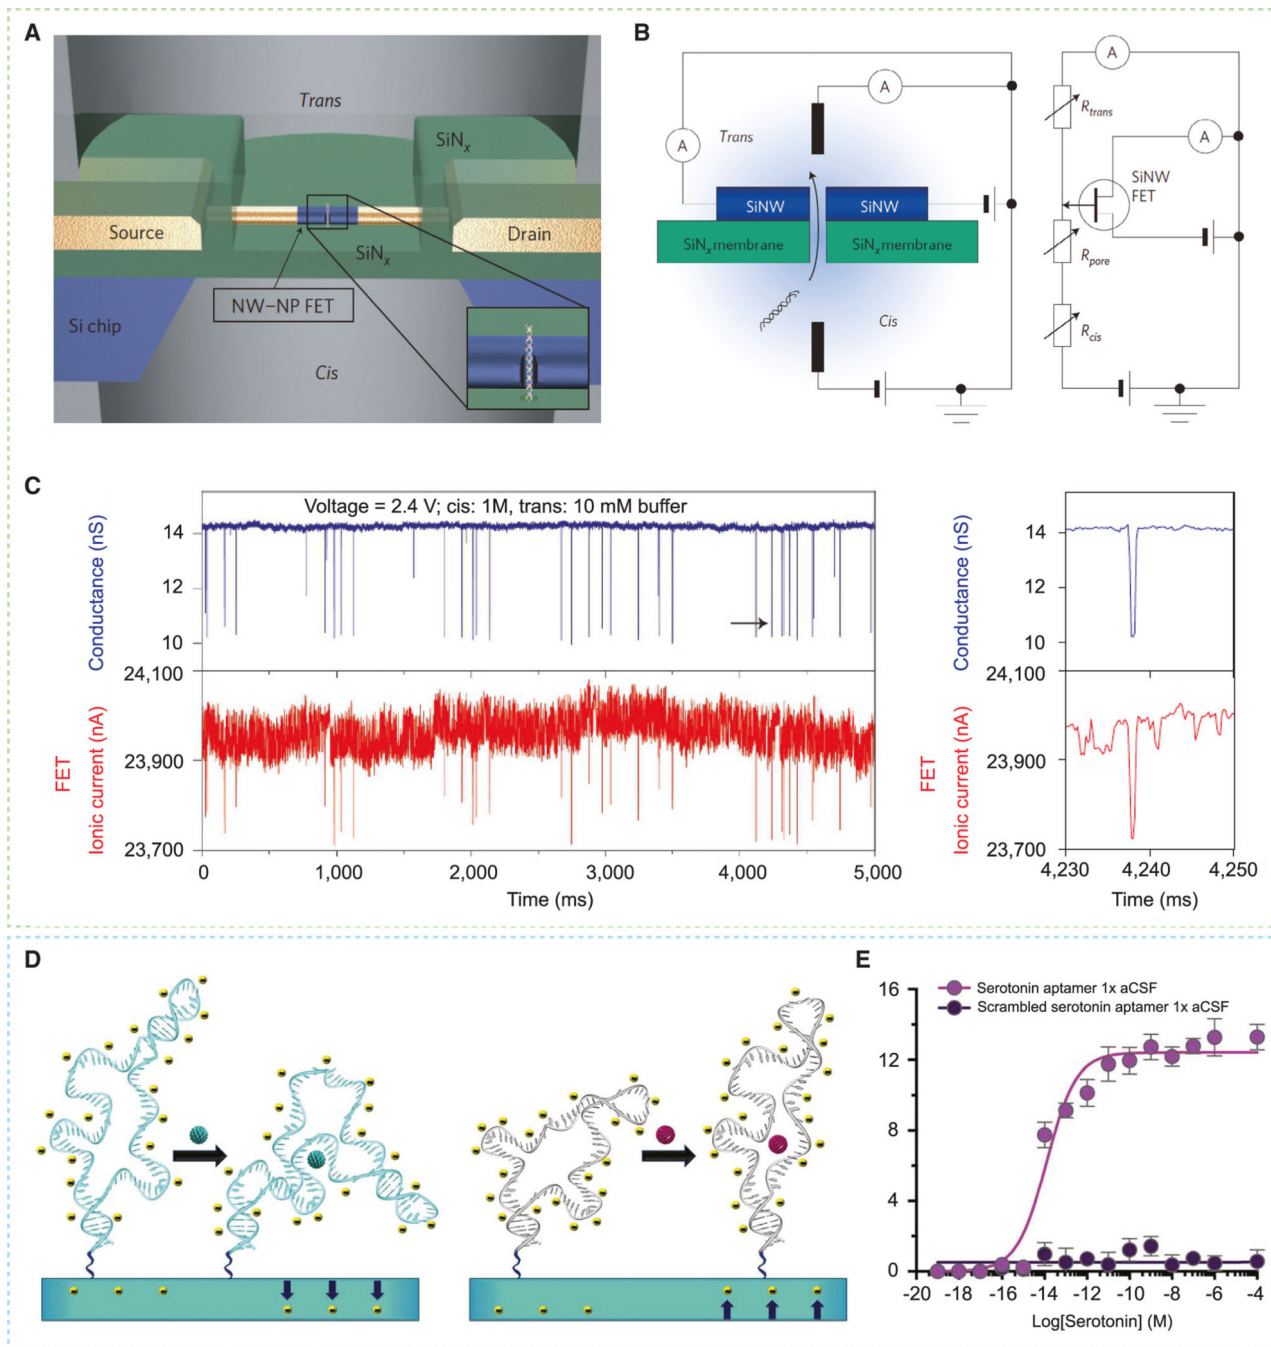 A
Trans
SiNx
Source
Drain
SiNx
NW–NP FET
Si chip
Cis
B
A
A
Trans
SiNW
SiNW
SiNx membrane
SiNx membrane
Cis
A
Rtrans
A
SiNW
FET
Rpore
Rcis
C
Voltage = 2.4 V; cis: 1M, trans: 10 mM buffer
Conductance (nS)
14
12
10
24,100
FET
Ionic current (nA)
23,900
23,700
0 1,000 2,000 3,000 4,000 5,000
Time (ms)
Conductance (nS)
14
12
10
24,100
FET
Ionic current (nA)
23,900
23,700
4,230 4,240 4,250
Time (ms)
D
E
Serotonin aptamer 1x aCSF
Scrambled serotonin aptamer 1x aCSF
16
12
8
4
0
-20 -18 -16 -14 -12 -10 -8 -6 -4
Log[Serotonin] (M)